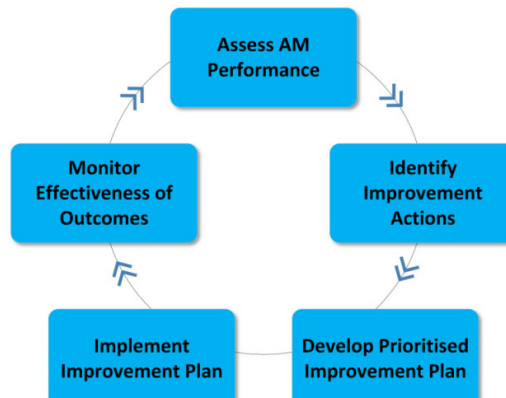 Assess AM
Performance
Identify
Improvement
Actions
Develop Prioritised
Improvement Plan
Implement
Improvement Plan
Monitor
Effectiveness of
Outcomes